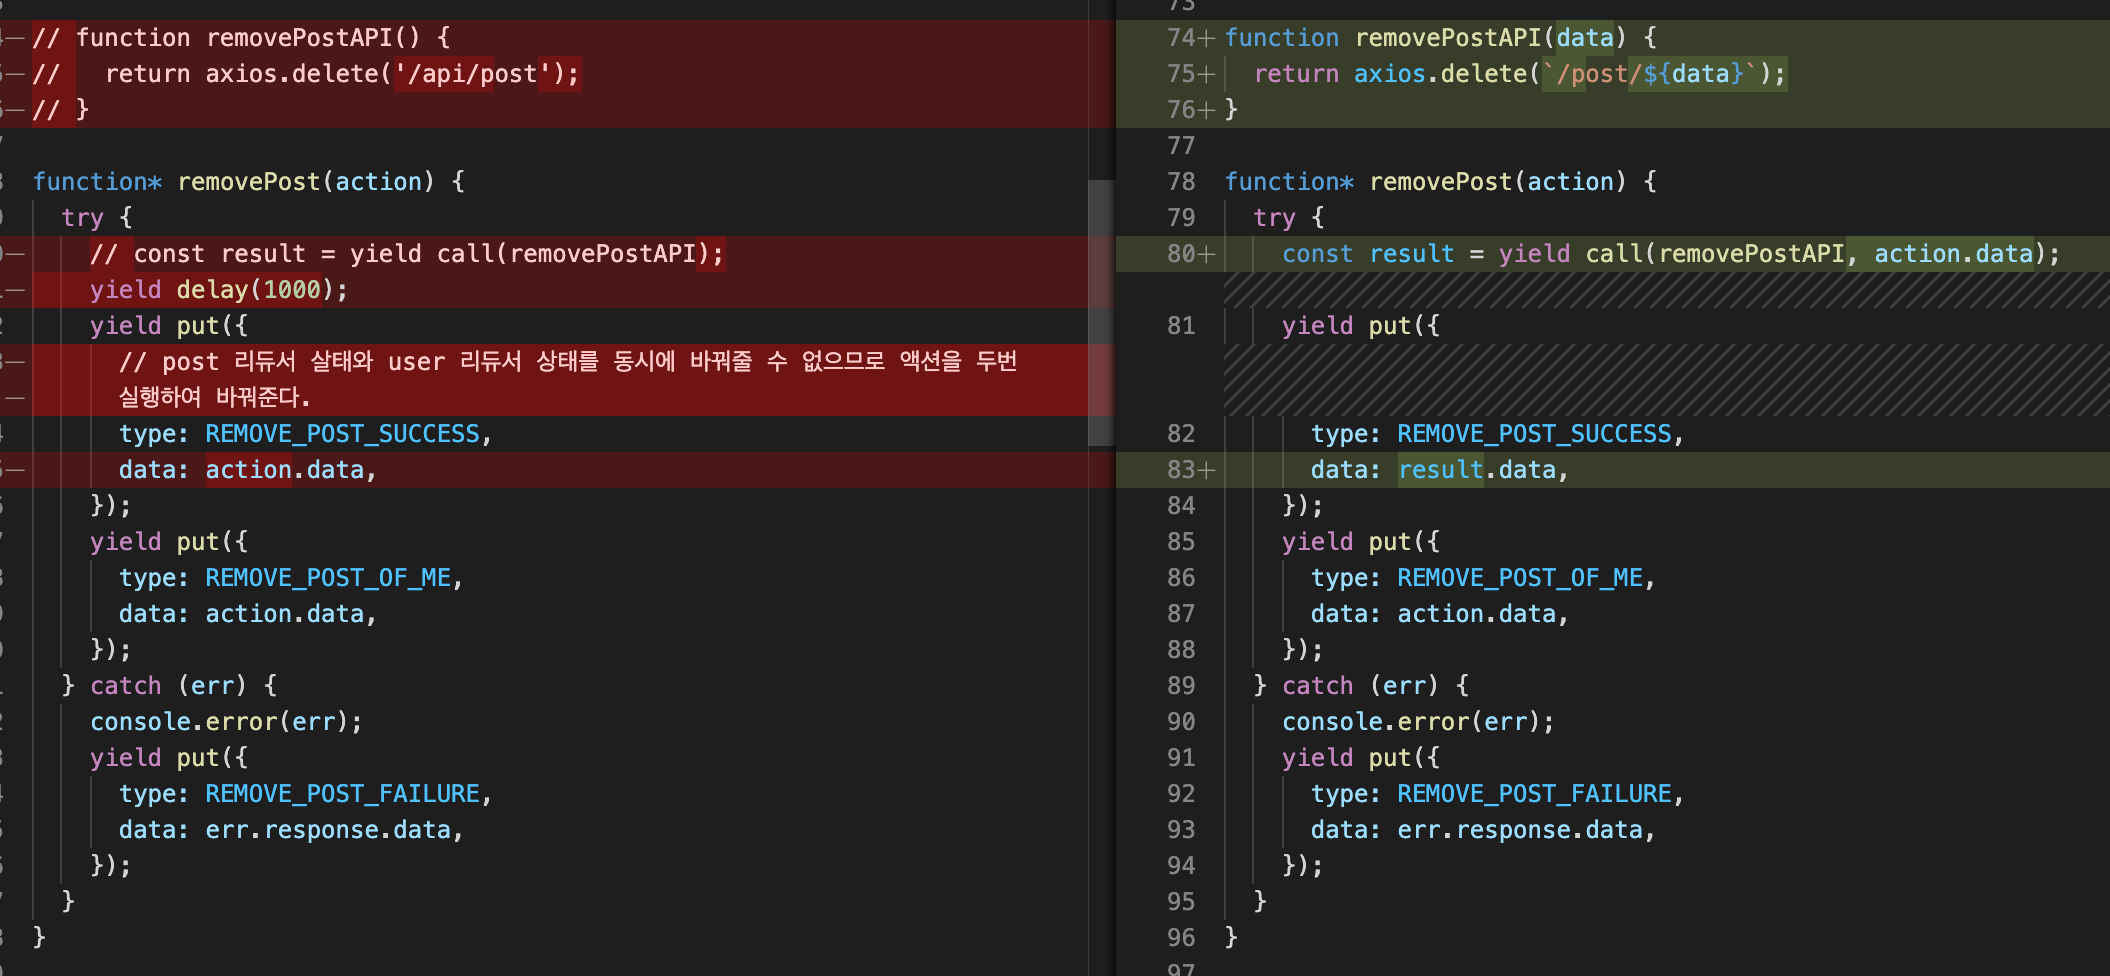 // function removePostAPI() {
//   return axios.delete('/api/post');
// }
function* removePost(action) {
  try {
    // const result = yield call(removePostAPI);
    yield delay(1000);
    yield put({
      // post 리듀서 살태와 user 리듀서 상태를 동시에 바꿔줄 수 없으므로 액션을 두번
      실행하여 바꿔준다.
      type: REMOVE_POST_SUCCESS,
      data: action.data,
    });
    yield put({
      type: REMOVE_POST_OF_ME,
      data: action.data,
    });
  } catch (err) {
    console.error(err);
    yield put({
      type: REMOVE_POST_FAILURE,
      data: err.response.data,
    });
  }
}
73
74+ function removePostAPI(data) {
75+   return axios.delete(`/post/${data}`);
76+ }
77
78 function* removePost(action) {
79   try {
80+     const result = yield call(removePostAPI, action.data);
81     yield put({
82       type: REMOVE_POST_SUCCESS,
83+       data: result.data,
84     });
85     yield put({
86       type: REMOVE_POST_OF_ME,
87       data: action.data,
88     });
89   } catch (err) {
90     console.error(err);
91     yield put({
92       type: REMOVE_POST_FAILURE,
93       data: err.response.data,
94     });
95   }
96 }
97